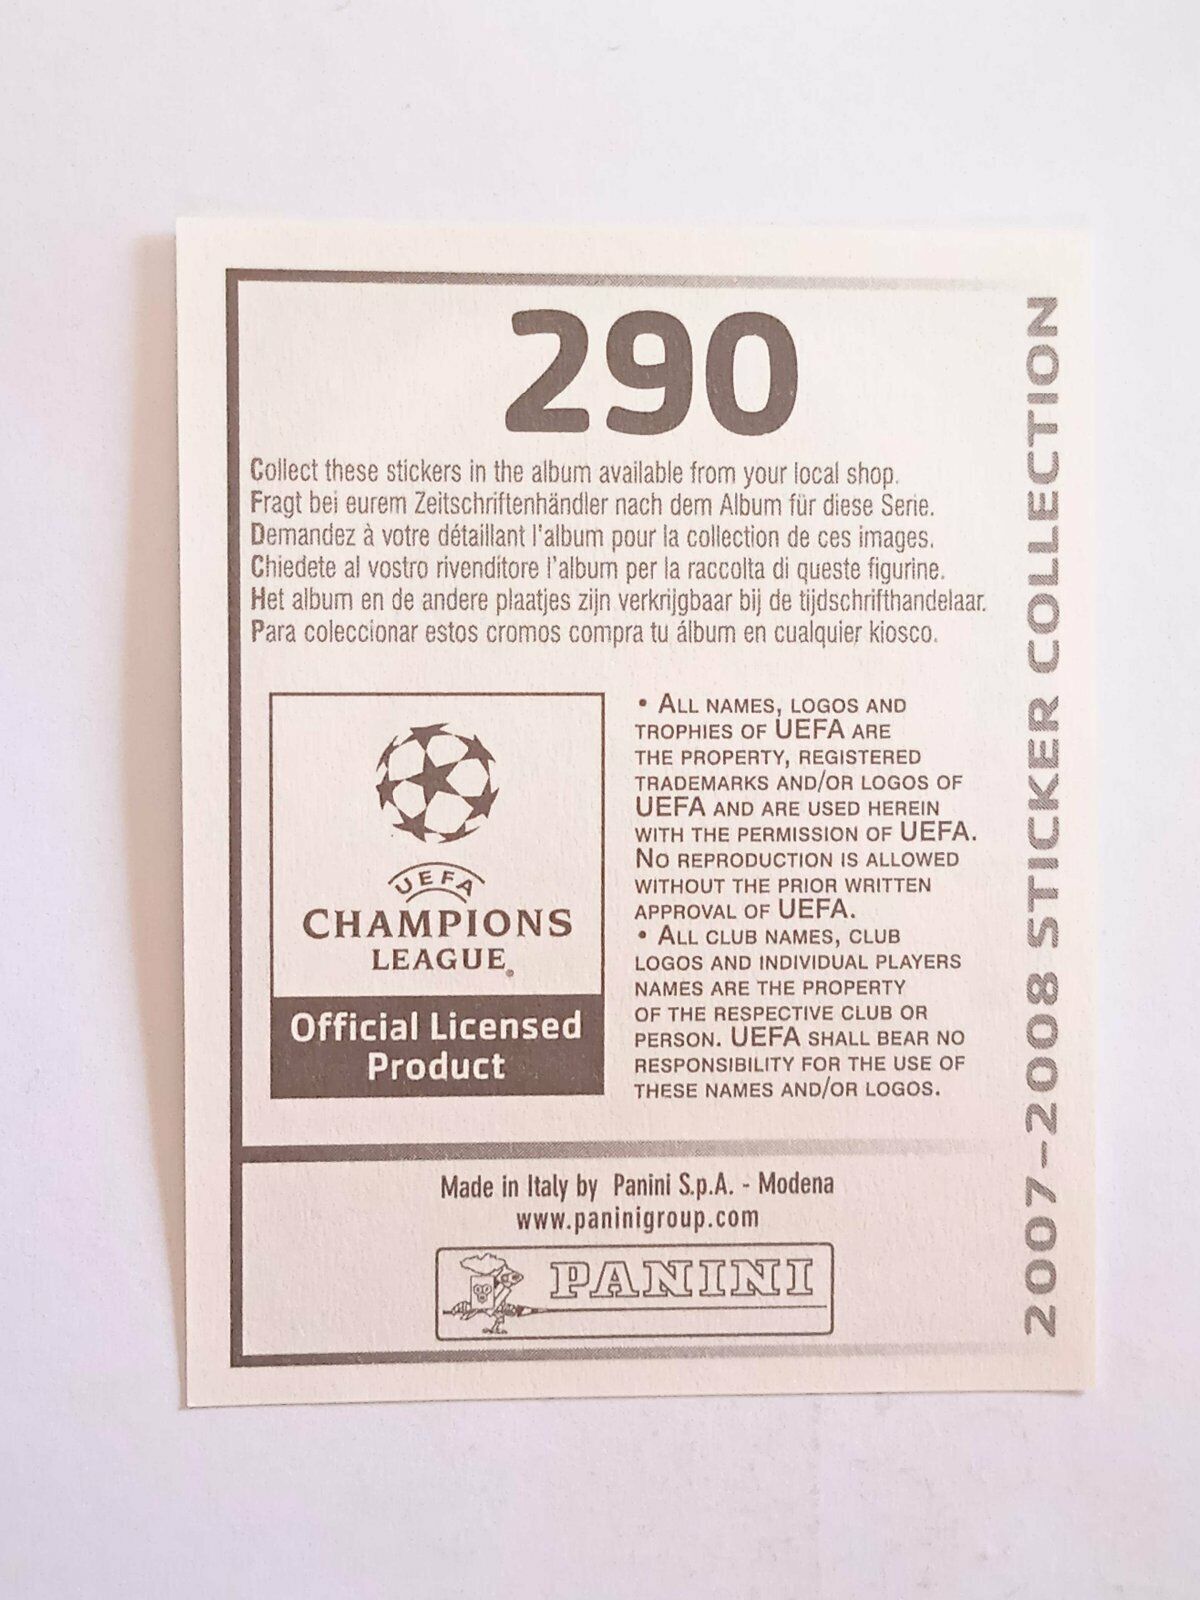 290
Collect these stickers in the album available from your local shop.
Fragt bei eurem Zeitschriftenhändler nach dem Album für diese Serie.
Demandez à votre détaillant l'album pour la collection de ces images.
Chiedete al vostro rivenditore l'album per la raccolta di queste figurine.
Het album en de andere plaatjes zijn verkrijgbaar bij de tijdschrifthandelaar.
Para coleccionar estos cromos compra tu álbum en cualquier kiosco.
UEFA
CHAMPIONS
LEAGUE®
Official Licensed
Product
• ALL NAMES, LOGOS AND
TROPHIES OF UEFA ARE
THE PROPERTY, REGISTERED
TRADEMARKS AND/OR LOGOS OF
UEFA AND ARE USED HEREIN
WITH THE PERMISSION OF UEFA.
NO REPRODUCTION IS ALLOWED
WITHOUT THE PRIOR WRITTEN
APPROVAL OF UEFA.
• ALL CLUB NAMES, CLUB
LOGOS AND INDIVIDUAL PLAYERS
NAMES ARE THE PROPERTY
OF THE RESPECTIVE CLUB OR
PERSON. UEFA SHALL BEAR NO
RESPONSIBILITY FOR THE USE OF
THESE NAMES AND/OR LOGOS.
Made in Italy by Panini S.p.A. - Modena
www.paninigroup.com
PANINI
2007-2008 STICKER COLLECTION